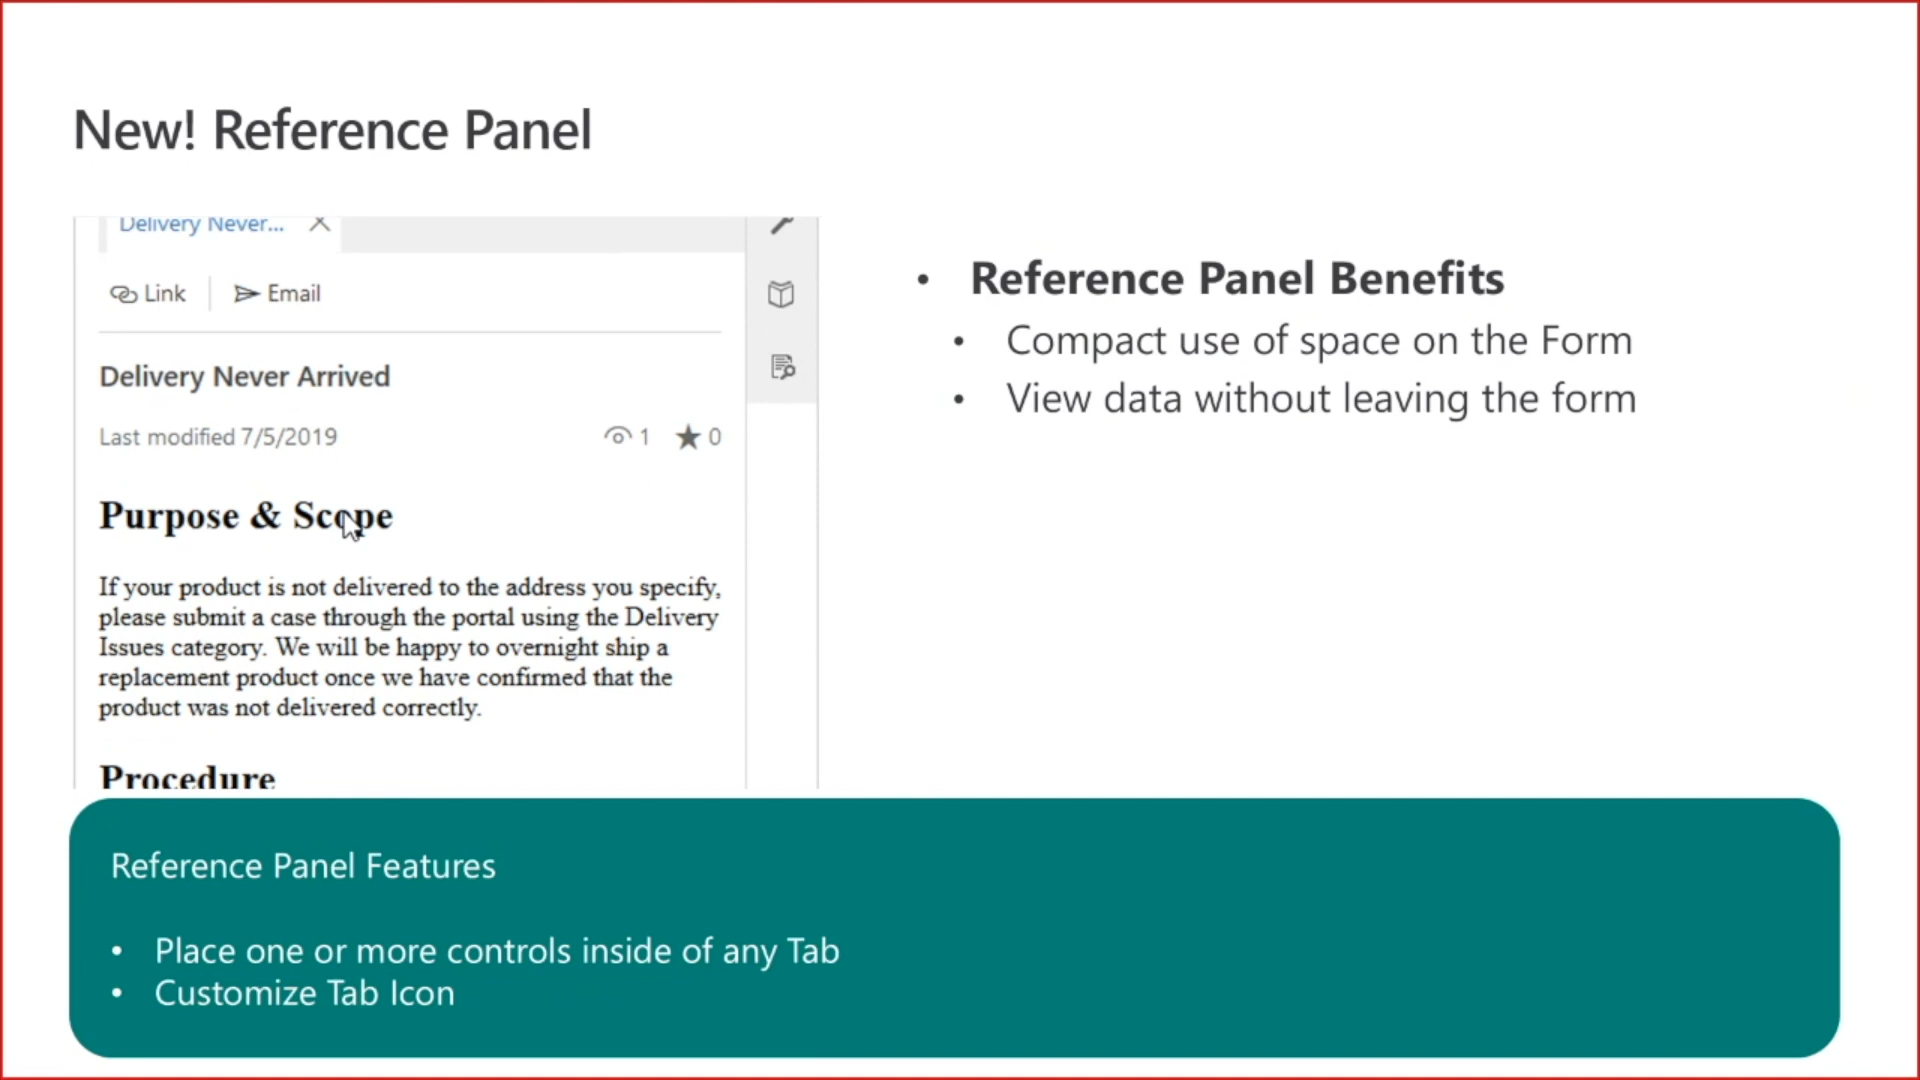 New! Reference Panel
Delivery Never...
Link
Email
Delivery Never Arrived
Last modified 7/5/2019
1
0
Purpose & Scope
If your product is not delivered to the address you specify,
please submit a case through the portal using the Delivery
Issues category. We will be happy to overnight ship a
replacement product once we have confirmed that the
product was not delivered correctly.
Procedure
• Reference Panel Benefits
• Compact use of space on the Form
• View data without leaving the form
Reference Panel Features
• Place one or more controls inside of any Tab
• Customize Tab Icon